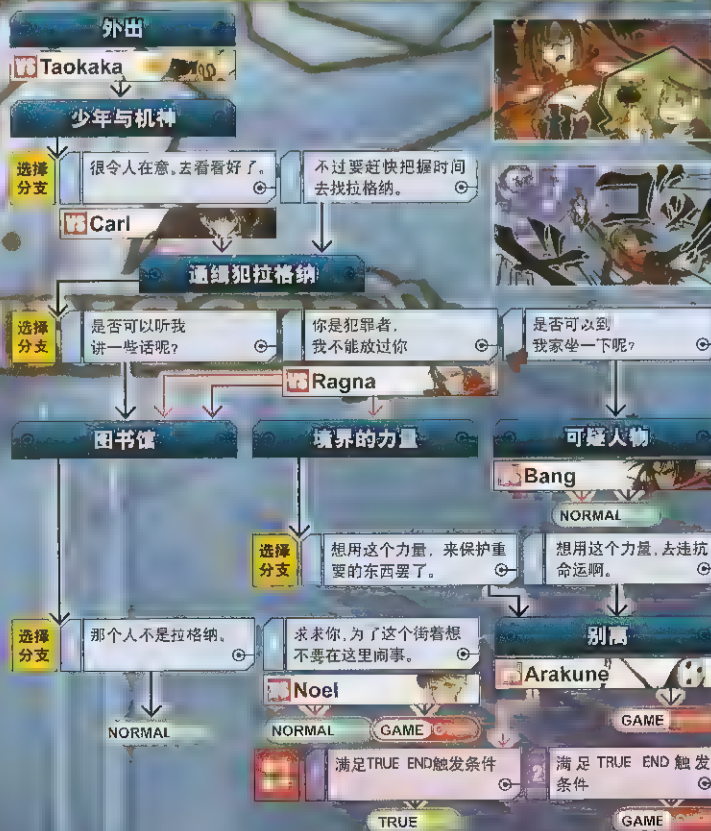 外出
VS Taokaka
少年与机神
选择
分支
很令人在意。去看看好了。
不过要赶快把握时间
去找拉格纳。
VS Carl
通缉犯拉格纳
选择
分支
是否可以听我
讲一些话呢?
你是犯罪者,
我不能放过你
是否可以到
我家坐一下呢?
VS Ragna
图书馆
境界的力量
可疑人物
Bang
NORMAL
选择
分支
想用这个力量,来保护重
要的东西罢了。
想用这个力量,去违抗
命运啊。
选择
分支
那个人不是拉格纳。
求求你,为了这个街着想
不要在这里闹事。
别离
Noel
Arakune
NORMAL
NORMAL
GAME
GAME
满足TRUE END触发条件
2
满足 TRUE END 触发
条件
TRUE
GAME